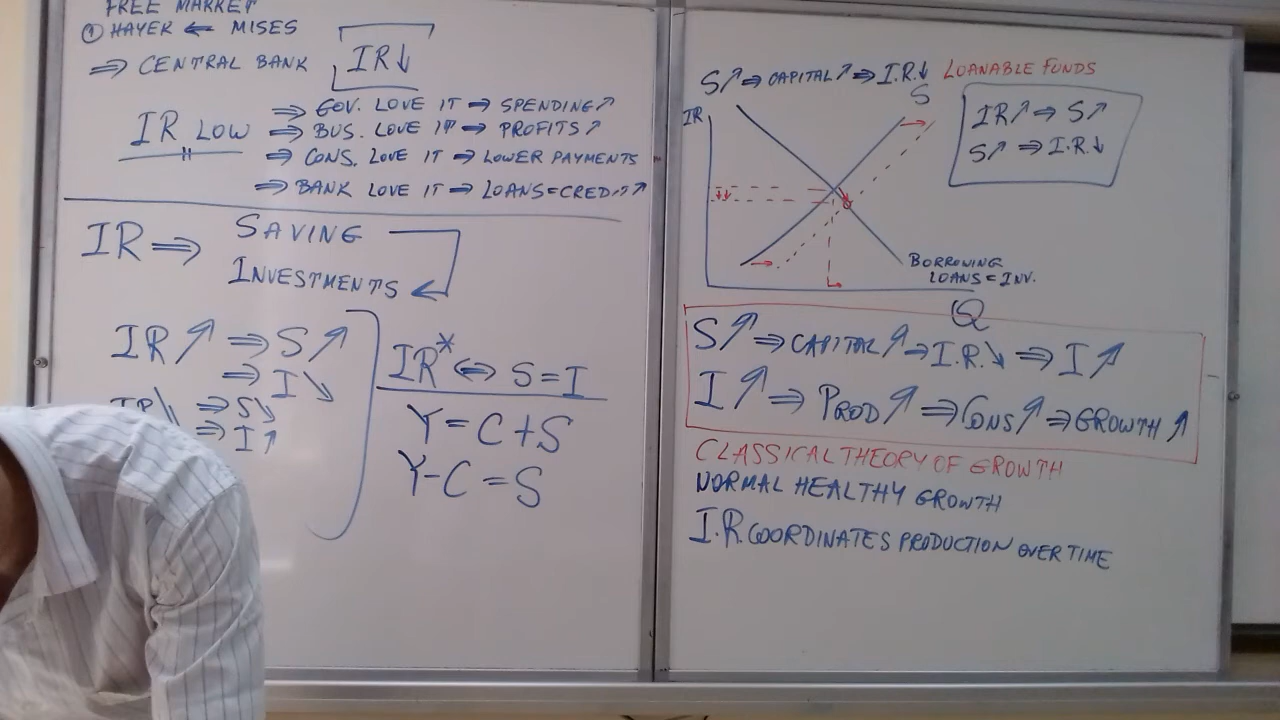 FREE MARKET
① HAYEK ⇐ MISES
⇒ CENTRAL BANK IR↓
IR LOW
⇒ GOV. LOVE IT ⇒ SPENDING↗
⇒ BUS. LOVE IT ⇒ PROFITS↗
⇒ CONS. LOVE IT ⇒ LOWER PAYMENTS
⇒ BANK LOVE IT ⇒ LOANS=CREDIT↗
IR ⇒ SAVING
INVESTMENTS
IR↗ ⇒ S↗
⇒ I↘
IR↘ ⇒ S↘
⇒ I↑
IR* ⇔ S=I
Y=C+S
Y-C=S
S↗ ⇒ CAPITAL↗ ⇒ I.R.↓ LOANABLE FUNDS
IR
S
IR↗ ⇒ S↗
S↗ ⇒ I.R.↓
BORROWING
LOANS=INV.
Q
S↗ ⇒ CAPITAL↗ ⇒ I.R.↘ ⇒ I↗
I↗ ⇒ PROD↗ ⇒ CONS↗ ⇒ GROWTH↗
CLASSICAL THEORY OF GROWTH
NORMAL HEALTHY GROWTH
I.R. COORDINATES PRODUCTION OVER TIME